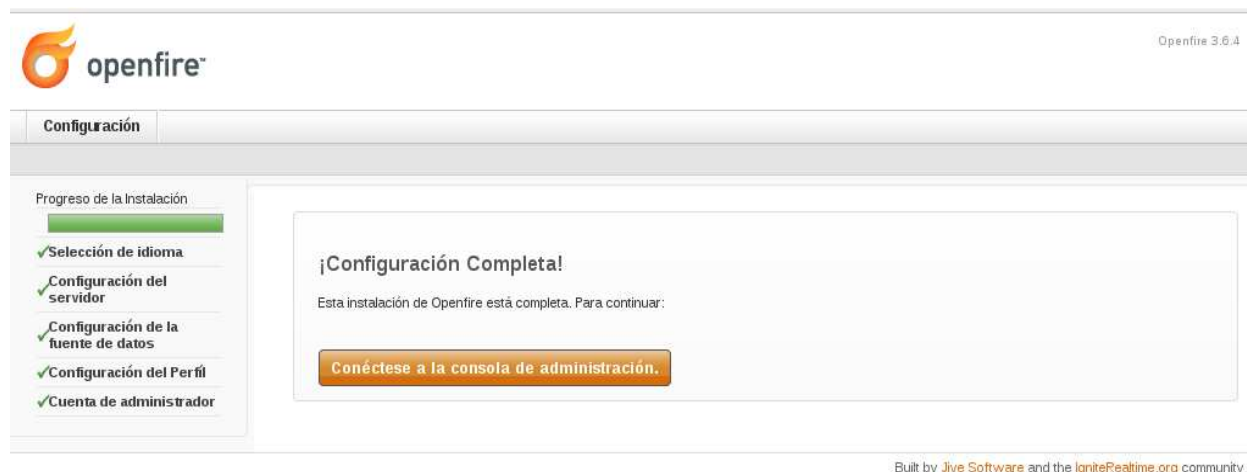 openfire™
Openfire 3.6.4
Configuración
Progreso de la Instalación
Selección de idioma
Configuración del
servidor
Configuración de la
fuente de datos
Configuración del Perfíl
Cuenta de administrador
¡Configuración Completa!
Esta instalación de Openfire está completa. Para continuar:
Conéctese a la consola de administración.
Built by Jive Software and the IgniteRealtime.org community